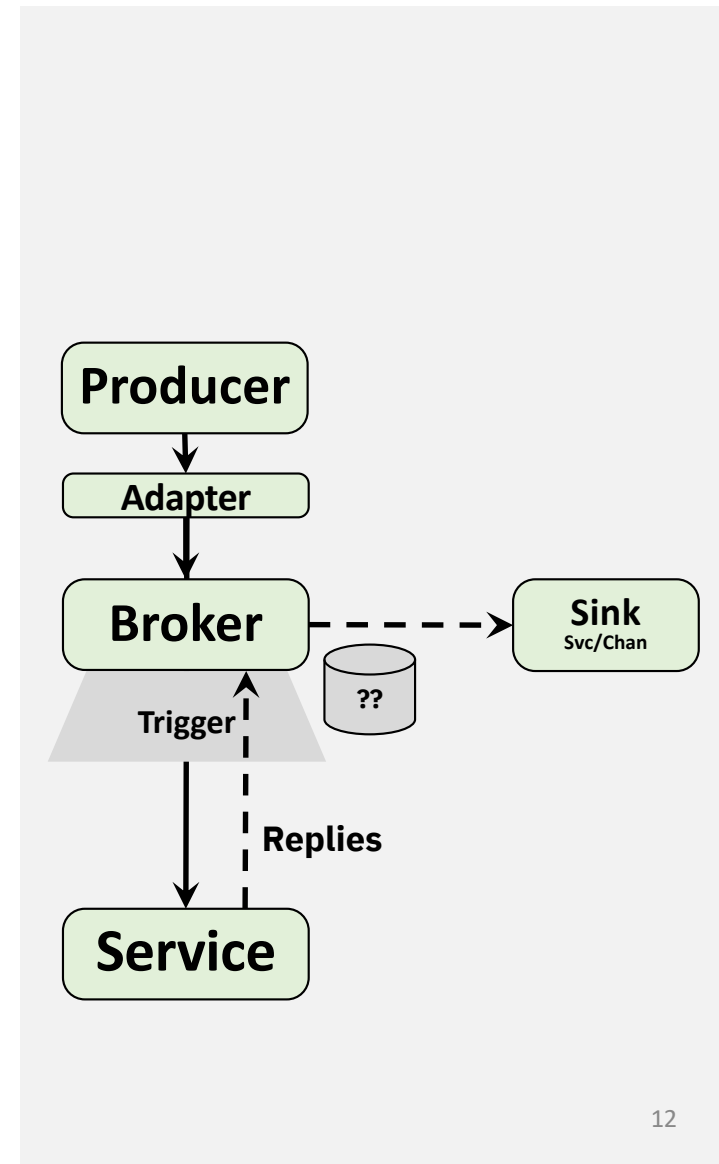 Producer
Adapter
Broker
Sink
Svc/Chan
??
Trigger
Replies
Service
12